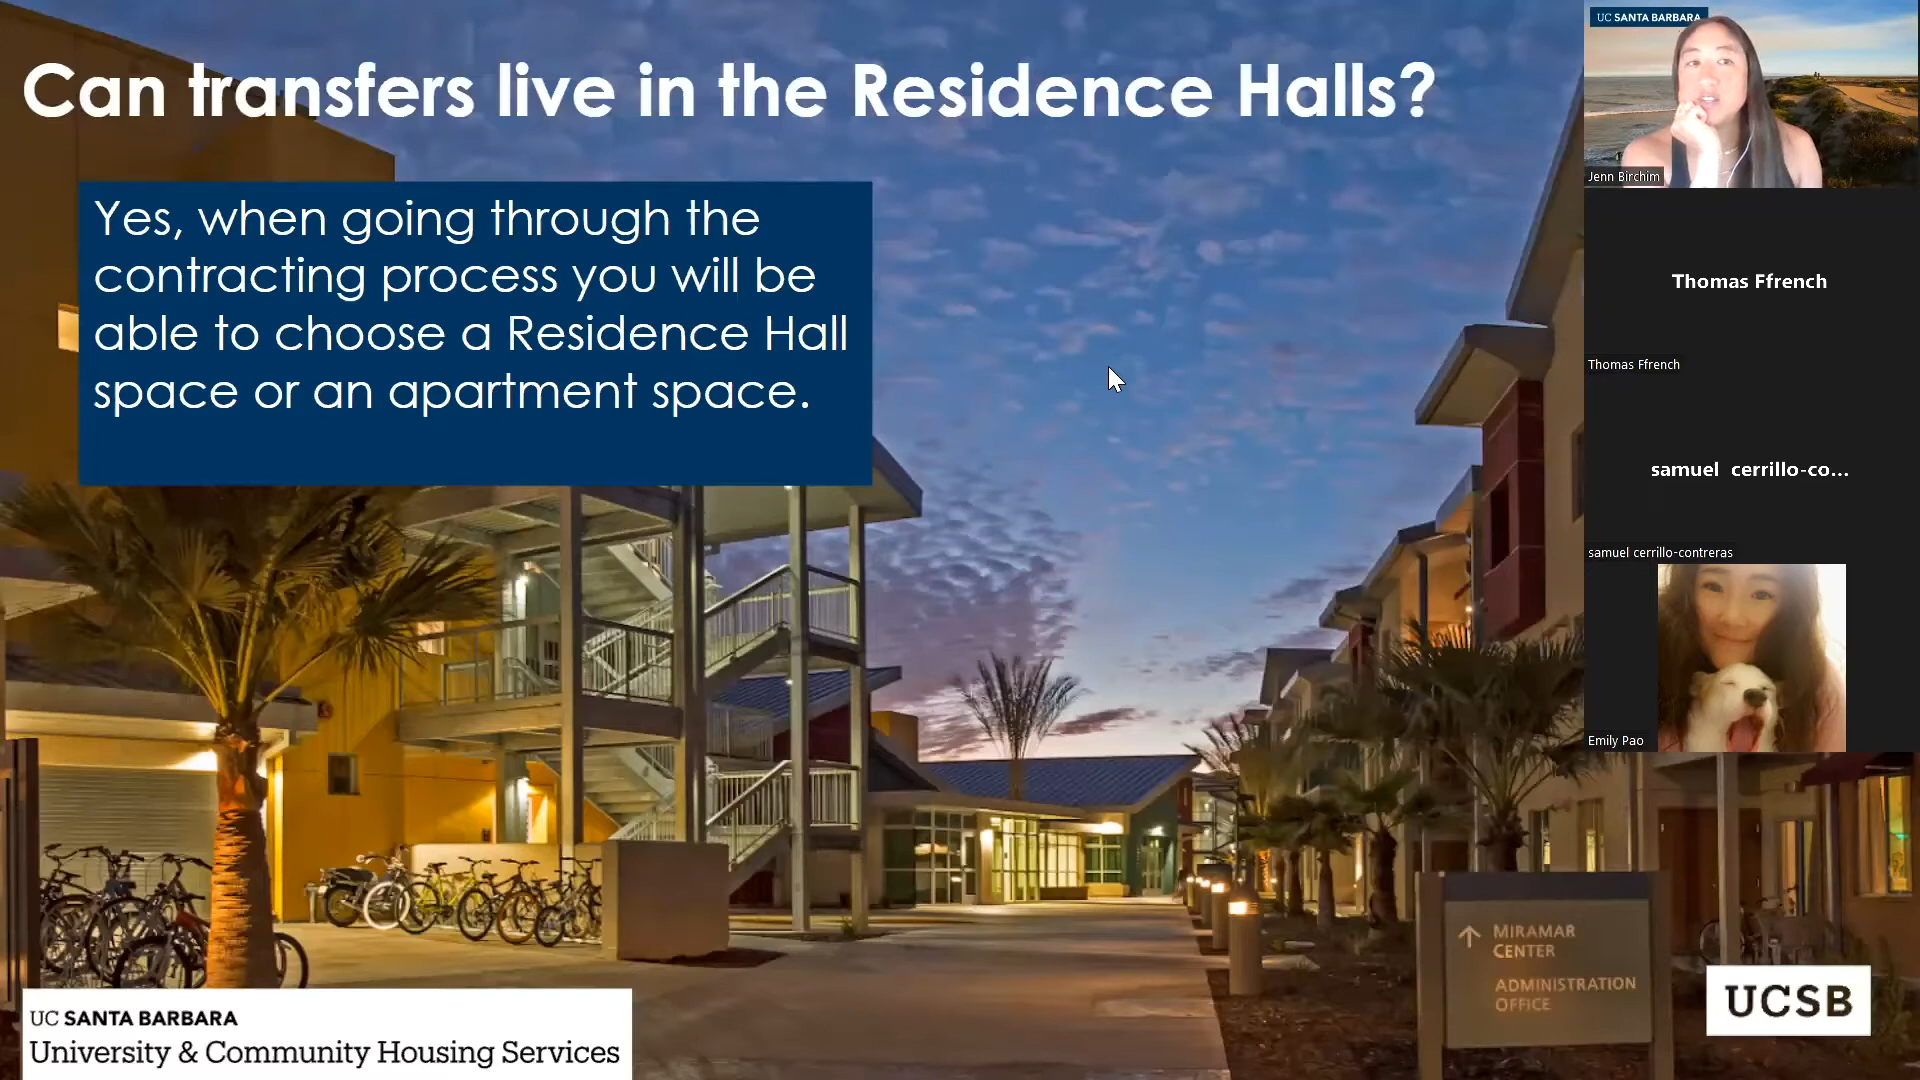 Can transfers live in the Residence Halls?
Yes, when going through the
contracting process you will be
able to choose a Residence Hall
space or an apartment space.
UC SANTA BARBARA
Jenn Birchim
Thomas Ffrench
Thomas Ffrench
samuel cerrillo-co...
samuel cerrillo-contreras
Emily Pao
MIRAMAR
CENTER
ADMINISTRATION
OFFICE
UC SANTA BARBARA
University & Community Housing Services
UCSB